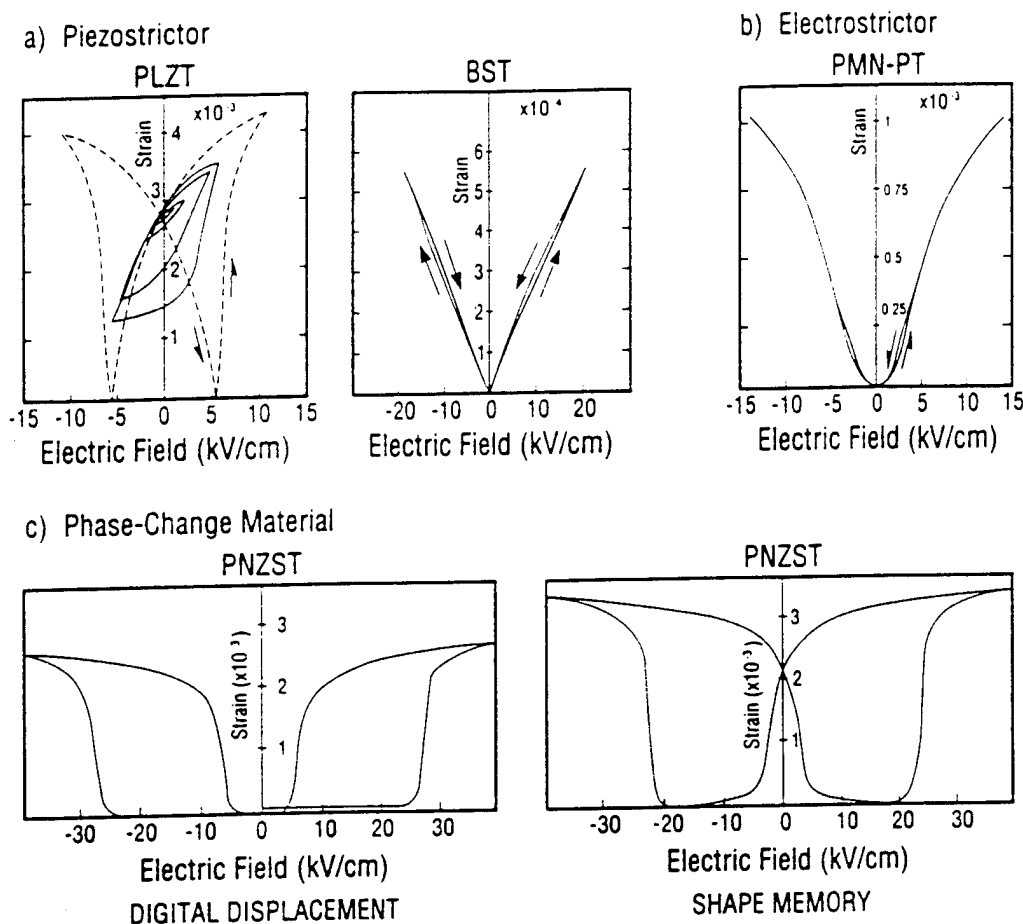 a) Piezostrictor
PLZT
x10⁻³
Strain
4
3
2
1
-15 -10 -5 0 5 10 15
Electric Field (kV/cm)
BST
x10⁴
Strain
6
5
4
3
2
1
-20 -10 0 10 20
Electric Field (kV/cm)
b) Electrostrictor
PMN-PT
x10⁻³
Strain
1
0 75
0.5
0 25
-15 -10 -5 0 5 10 15
Electric Field (kV/cm)
c) Phase-Change Material
PNZST
Strain (x10⁻³)
3
2
1
-30 -20 -10 0 10 20 30
Electric Field (kV/cm)
DIGITAL DISPLACEMENT
PNZST
Strain (x10⁻³)
3
2
1
-30 -20 -10 0 10 20 30
Electric Field (kV/cm)
SHAPE MEMORY